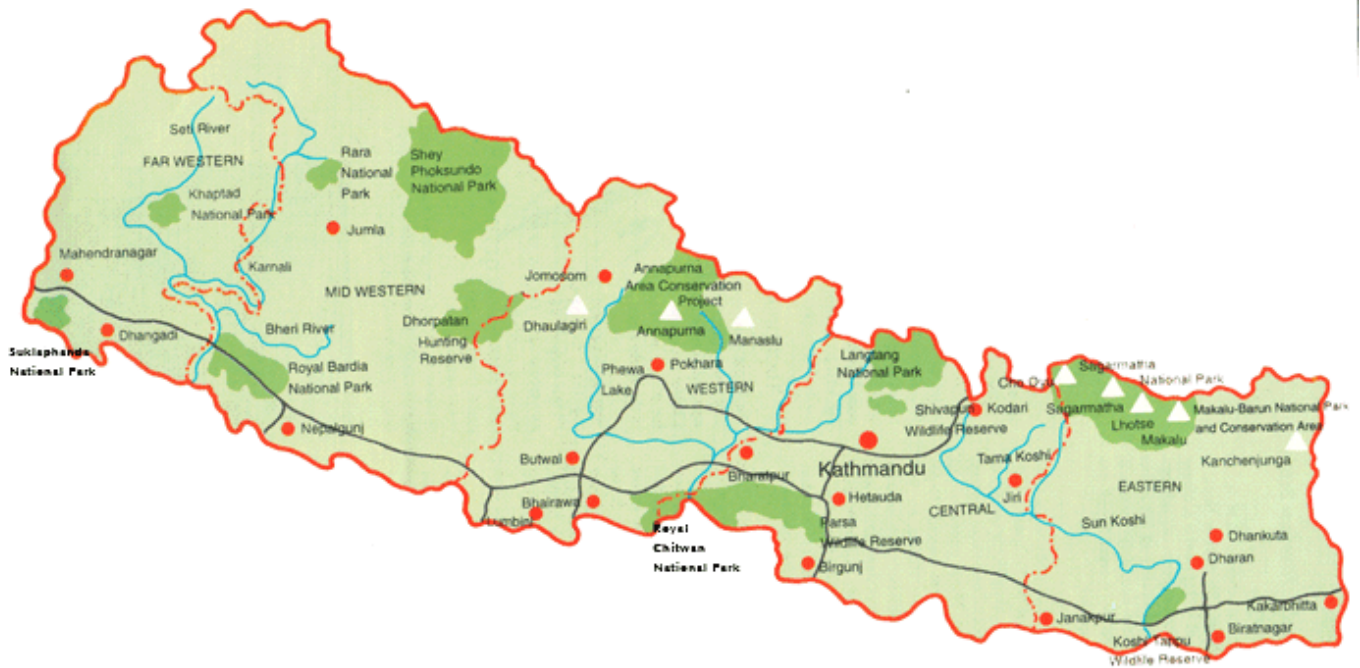 Seti River
FAR WESTERN
Khaptad
National Park
Rara
National
Park
Shey
Phoksundo
National Park
Jumla
Mahendranagar
Karnali
MID WESTERN
Dhangadi
Suklaphanda
National Park
Bheri River
Royal Bardia
National Park
Nepalgunj
Dhorpatan
Hunting
Reserve
Jomosom
Dhaulagiri
Annapurna
Area Conservation
Project
Annapurna
Manaslu
Phewa
Lake
Pokhara
WESTERN
Butwal
Bhairawa
Lumbini
Bharatpur
Royal
Chitwan
National Park
Langtang
National Park
Shivapuri
Wildlife Reserve
Kathmandu
Hetauda
Parsa
Wildlife Reserve
Birgunj
Kodari
Cho Oyu
Sagarmatha
National Park
Sagarmatha
Lhotse
Makalu
Makalu-Barun National Park
and Conservation Area
Kanchenjunga
Tama Koshi
Jiri
CENTRAL
EASTERN
Sun Koshi
Dhankuta
Dharan
Janakpur
Koshi Tappu
Wildlife Reserve
Kakarbhitta
Biratnagar